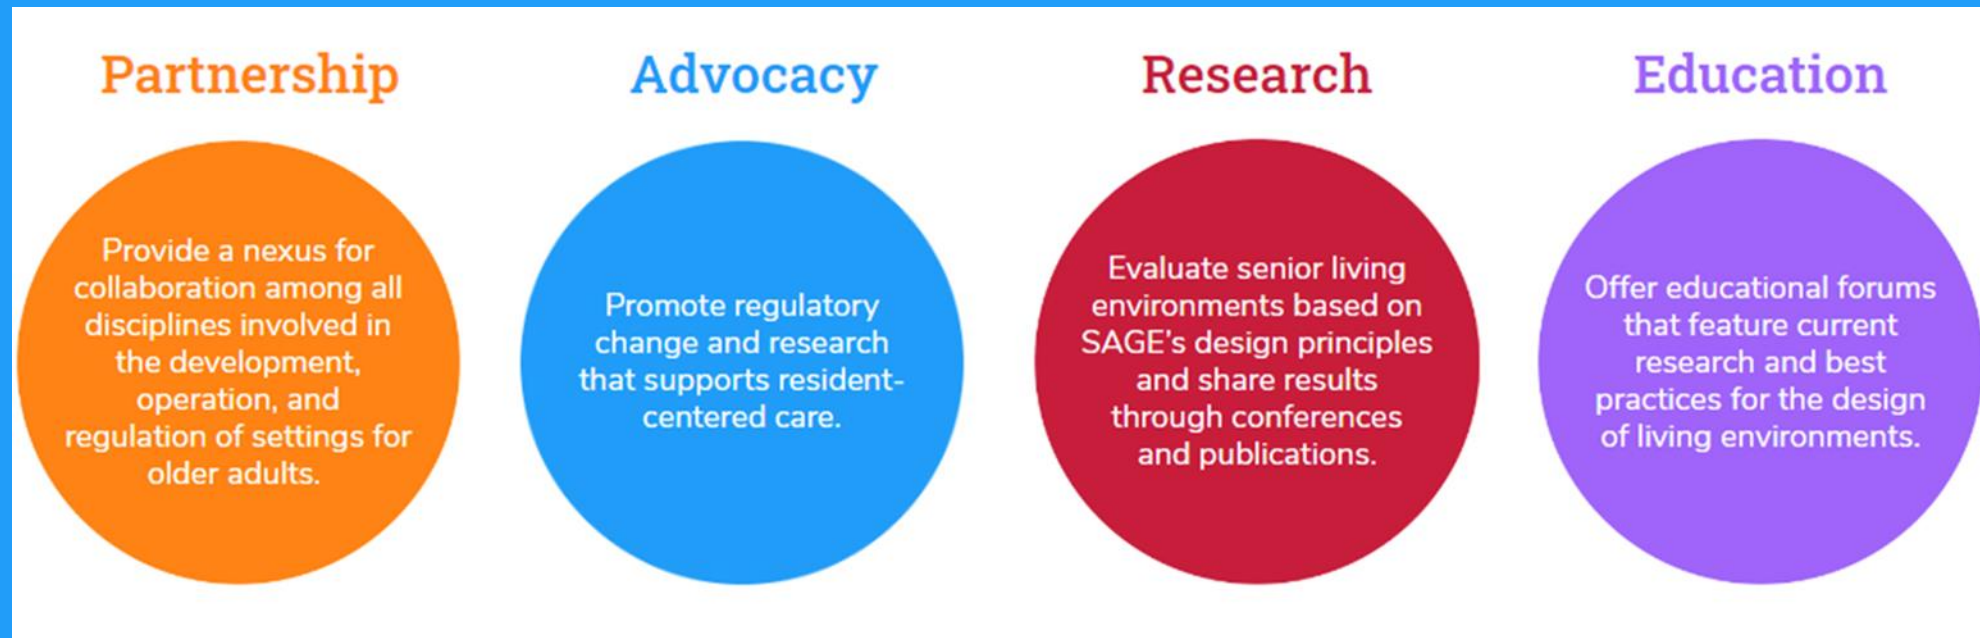 Partnership
Provide a nexus for
collaboration among all
disciplines involved in
the development,
operation, and
regulation of settings for
older adults.
Advocacy
Promote regulatory
change and research
that supports resident-
centered care.
Research
Evaluate senior living
environments based on
SAGE's design principles
and share results
through conferences
and publications.
Education
Offer educational forums
that feature current
research and best
practices for the design
of living environments.